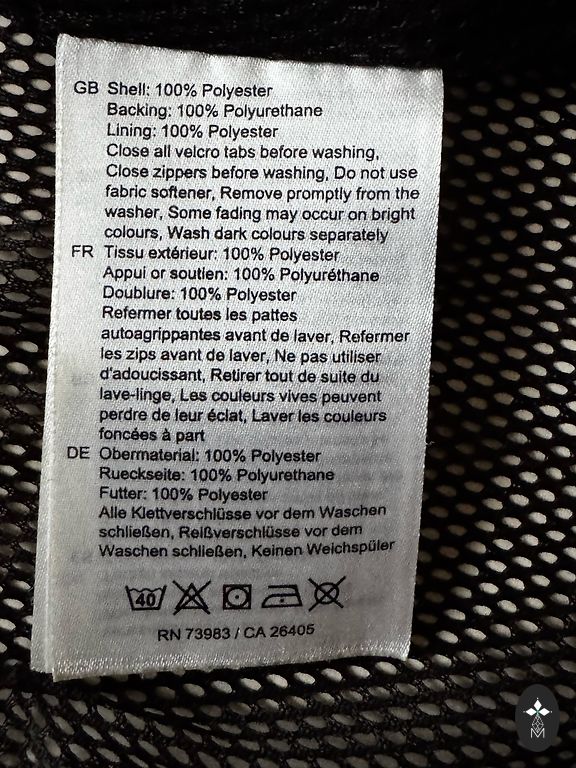 GB Shell: 100% Polyester
Backing: 100% Polyurethane
Lining: 100% Polyester
Close all velcro tabs before washing,
Close zippers before washing, Do not use
fabric softener, Remove promptly from the
washer, Some fading may occur on bright
colours, Wash dark colours separately
FR Tissu extérieur: 100% Polyester
Appui or soutien: 100% Polyuréthane
Doublure: 100% Polyester
Refermer toutes les pattes
autoagrippantes avant de laver, Refermer
les zips avant de laver, Ne pas utiliser
d'adoucissant, Retirer tout de suite du
lave-linge, Les couleurs vives peuvent
perdre de leur éclat, Laver les couleurs
foncées à part
DE Obermaterial: 100% Polyester
Rueckseite: 100% Polyurethane
Futter: 100% Polyester
Alle Klettverschlüsse vor dem Waschen
schließen, Reißverschlüsse vor dem
Waschen schließen, Keinen Weichspüler
40
RN 73983 / CA 26405
M